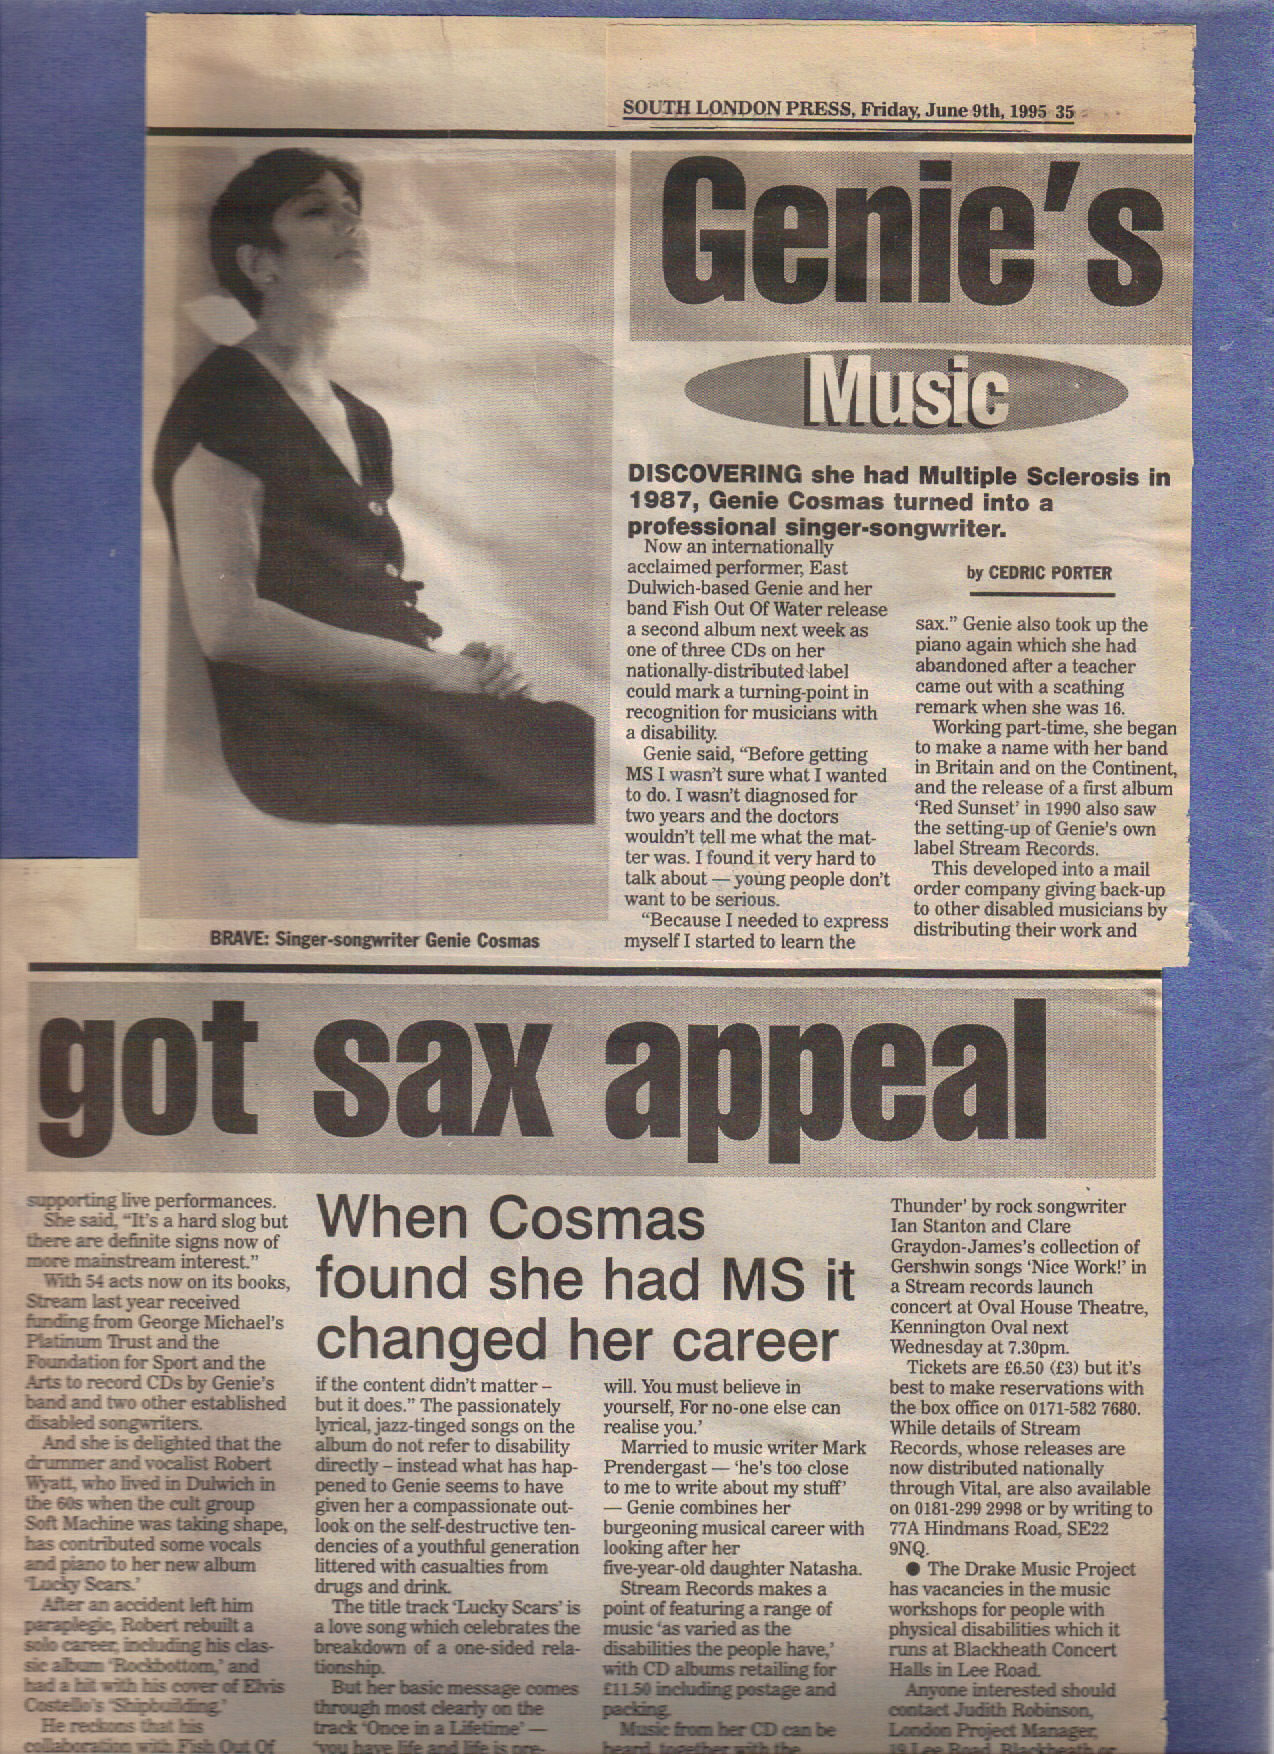 SOUTH LONDON PRESS, Friday, June 9th, 1995 35
Genie's
Music
DISCOVERING she had Multiple Sclerosis in
1987, Genie Cosmas turned into a
professional singer-songwriter.
Now an internationally
acclaimed performer, East
Dulwich-based Genie and her
band Fish Out Of Water release
a second album next week as
one of three CDs on her
nationally-distributed label
could mark a turning-point in
recognition for musicians with
a disability.
Genie said, “Before getting
MS I wasn't sure what I wanted
to do. I wasn't diagnosed for
two years and the doctors
wouldn't tell me what the mat-
ter was. I found it very hard to
talk about — young people don't
want to be serious.
“Because I needed to express
myself I started to learn the
by CEDRIC PORTER
sax.” Genie also took up the
piano again which she had
abandoned after a teacher
came out with a scathing
remark when she was 16.
Working part-time, she began
to make a name with her band
in Britain and on the Continent,
and the release of a first album
‘Red Sunset’ in 1990 also saw
the setting-up of Genie's own
label Stream Records.
This developed into a mail
order company giving back-up
to other disabled musicians by
distributing their work and
BRAVE: Singer-songwriter Genie Cosmas
got sax appeal
supporting live performances.
She said, “It's a hard slog but
there are definite signs now of
more mainstream interest.”
With 54 acts now on its books,
Stream last year received
funding from George Michael's
Platinum Trust and the
Foundation for Sport and the
Arts to record CDs by Genie's
band and two other established
disabled songwriters.
And she is delighted that the
drummer and vocalist Robert
Wyatt, who lived in Dulwich in
the 60s when the cult group
Soft Machine was taking shape,
has contributed some vocals
and piano to her new album
‘Lucky Scars.’
After an accident left him
paraplegic, Robert rebuilt a
solo career, including his clas-
sic album ‘Rockbottom,’ and
had a hit with his cover of Elvis
Costello's ‘Shipbuilding.’
He reckons that his
collaboration with Fish Out Of
When Cosmas
found she had MS it
changed her career
if the content didn't matter –
but it does.” The passionately
lyrical, jazz-tinged songs on the
album do not refer to disability
directly – instead what has hap-
pened to Genie seems to have
given her a compassionate out-
look on the self-destructive ten-
dencies of a youthful generation
littered with casualties from
drugs and drink.
The title track ‘Lucky Scars’ is
a love song which celebrates the
breakdown of a one-sided rela-
tionship.
But her basic message comes
through most clearly on the
track ‘Once in a Lifetime’ —
‘you have life and life is pre-
will. You must believe in
yourself, For no-one else can
realise you.’
Married to music writer Mark
Prendergast — ‘he's too close
to me to write about my stuff’
— Genie combines her
burgeoning musical career with
looking after her
five-year-old daughter Natasha.
Stream Records makes a
point of featuring a range of
music ‘as varied as the
disabilities the people have,’
with CD albums retailing for
£11.50 including postage and
packing.
Music from her CD can be
heard, together with the
Thunder’ by rock songwriter
Ian Stanton and Clare
Graydon-James's collection of
Gershwin songs ‘Nice Work!’ in
a Stream records launch
concert at Oval House Theatre,
Kennington Oval next
Wednesday at 7.30pm.
Tickets are £6.50 (£3) but it's
best to make reservations with
the box office on 0171-582 7680.
While details of Stream
Records, whose releases are
now distributed nationally
through Vital, are also available
on 0181-299 2998 or by writing to
77A Hindmans Road, SE22
9NQ.
● The Drake Music Project
has vacancies in the music
workshops for people with
physical disabilities which it
runs at Blackheath Concert
Halls in Lee Road.
Anyone interested should
contact Judith Robinson,
London Project Manager,
19 Lee Road, Blackheath or